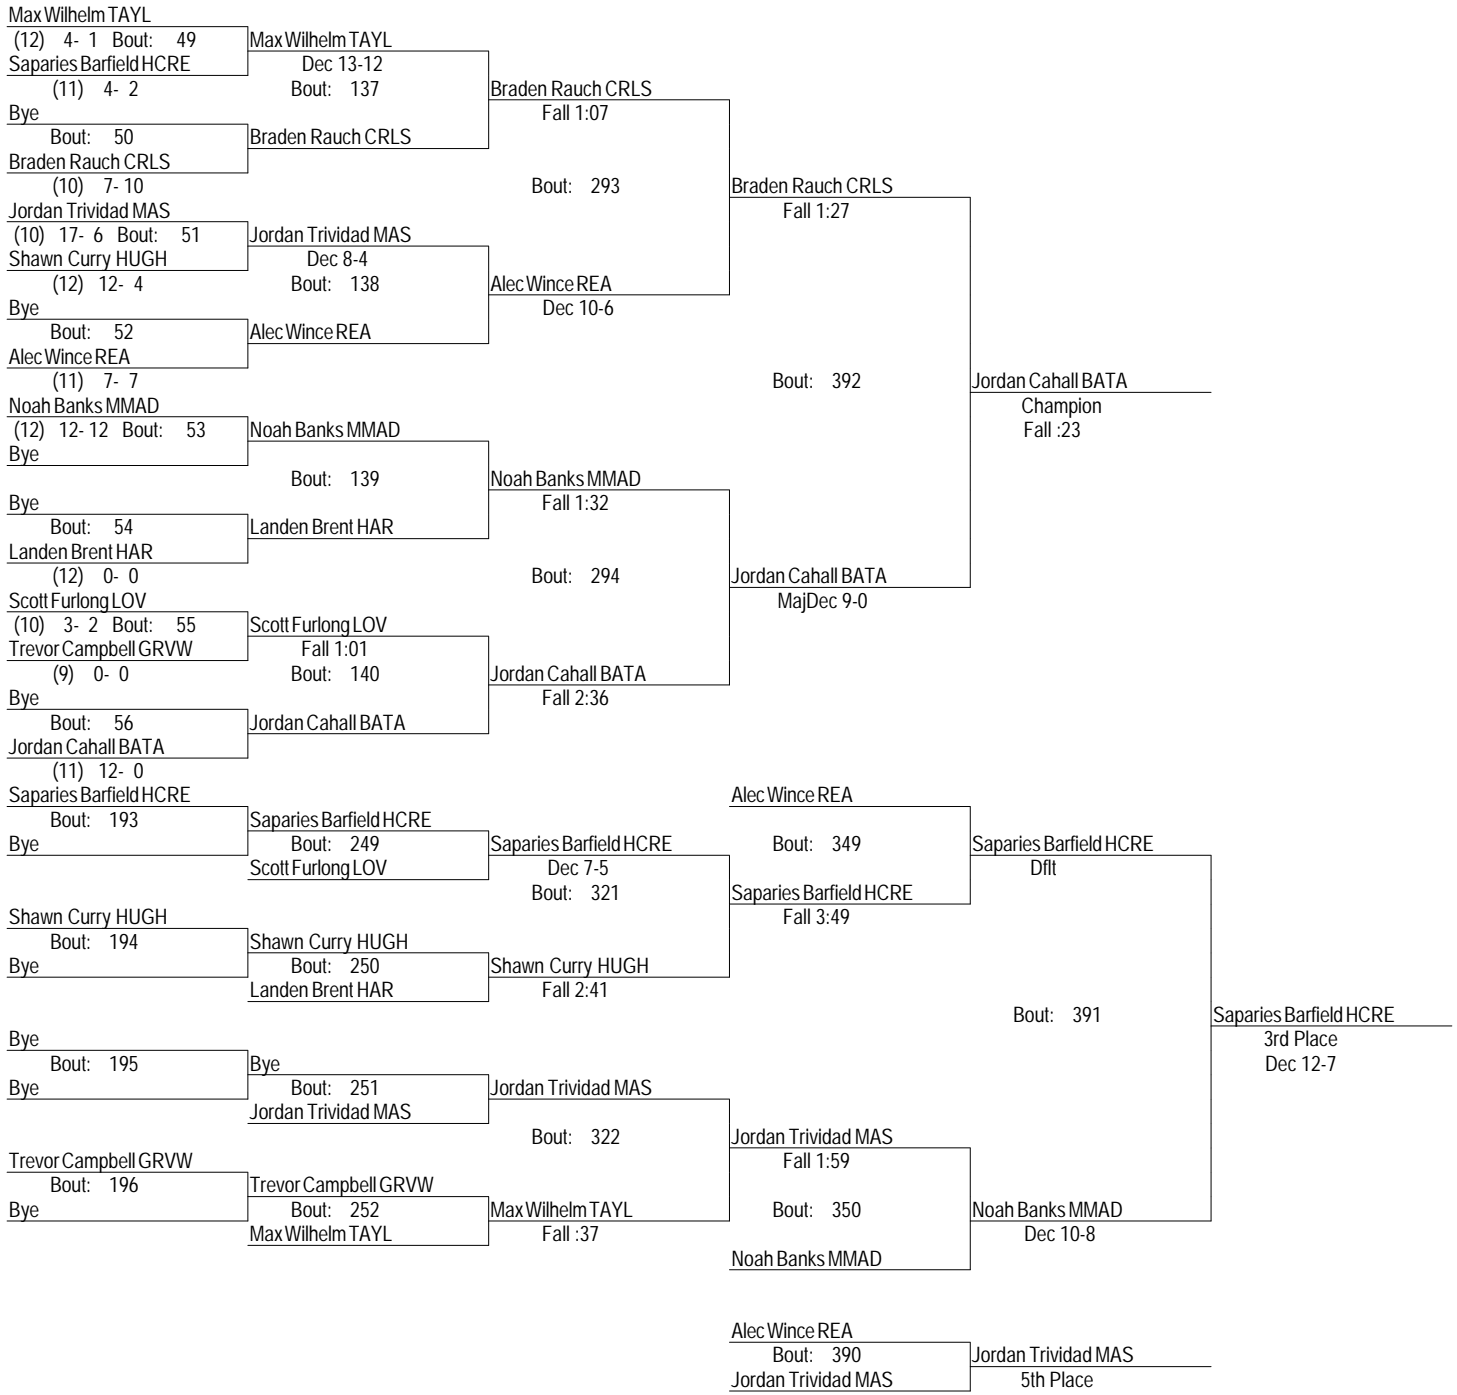 Max Wilhelm TAYL
(12) 4- 1 Bout: 49 Max Wilhelm TAYL
Saparies Barfield HCRE Dec 13-12
(11) 4- 2 Bout: 137 Braden Rauch CRLS
Bye Fall 1:07
Bout: 50 Braden Rauch CRLS
Braden Rauch CRLS
(10) 7- 10 Bout: 293 Braden Rauch CRLS
Jordan Trividad MAS Fall 1:27
(10) 17- 6 Bout: 51 Jordan Trividad MAS
Shawn Curry HUGH Dec 8-4
(12) 12- 4 Bout: 138 Alec Wince REA
Bye Dec 10-6
Bout: 52 Alec Wince REA
Alec Wince REA
(11) 7- 7 Bout: 392 Jordan Cahall BATA
Noah Banks MMAD Champion
(12) 12- 12 Bout: 53 Noah Banks MMAD Fall :23
Bye
Bout: 139 Noah Banks MMAD
Bye Fall 1:32
Bout: 54 Landen Brent HAR
Landen Brent HAR
(12) 0- 0 Bout: 294 Jordan Cahall BATA
Scott Furlong LOV MajDec 9-0
(10) 3- 2 Bout: 55 Scott Furlong LOV
Trevor Campbell GRVW Fall 1:01
(9) 0- 0 Bout: 140 Jordan Cahall BATA
Bye Fall 2:36
Bout: 56 Jordan Cahall BATA
Jordan Cahall BATA
(11) 12- 0
Saparies Barfield HCRE Alec Wince REA
Bout: 193 Saparies Barfield HCRE
Bye Bout: 249 Saparies Barfield HCRE Bout: 349 Saparies Barfield HCRE
Scott Furlong LOV Dec 7-5 Dflt
Bout: 321 Saparies Barfield HCRE
Shawn Curry HUGH Fall 3:49
Bout: 194 Shawn Curry HUGH
Bye Bout: 250 Shawn Curry HUGH
Landen Brent HAR Fall 2:41
Bout: 391 Saparies Barfield HCRE
Bye 3rd Place
Bout: 195 Bye Dec 12-7
Bye Bout: 251 Jordan Trividad MAS
Jordan Trividad MAS
Bout: 322 Jordan Trividad MAS
Trevor Campbell GRVW Fall 1:59
Bout: 196 Trevor Campbell GRVW
Bye Bout: 252 Max Wilhelm TAYL Bout: 350 Noah Banks MMAD
Max Wilhelm TAYL Fall :37 Dec 10-8
Noah Banks MMAD
Alec Wince REA
Bout: 390 Jordan Trividad MAS
Jordan Trividad MAS 5th Place